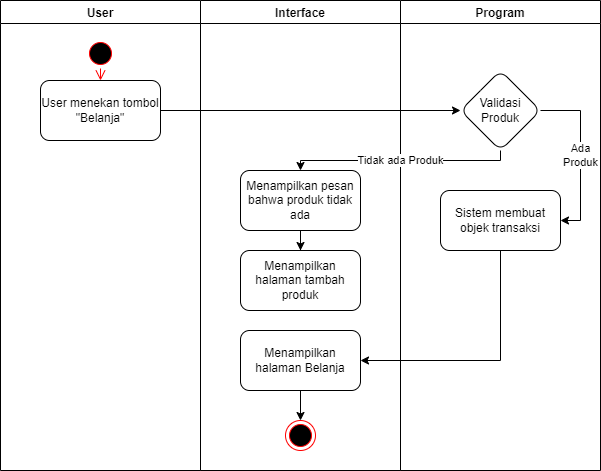 User
Interface
Program
User menekan tombol
"Belanja"
Validasi
Produk
Ada
Produk
Tidak ada Produk
Menampilkan pesan
bahwa produk tidak
ada
Sistem membuat
objek transaksi
Menampilkan
halaman tambah
produk
Menampilkan
halaman Belanja